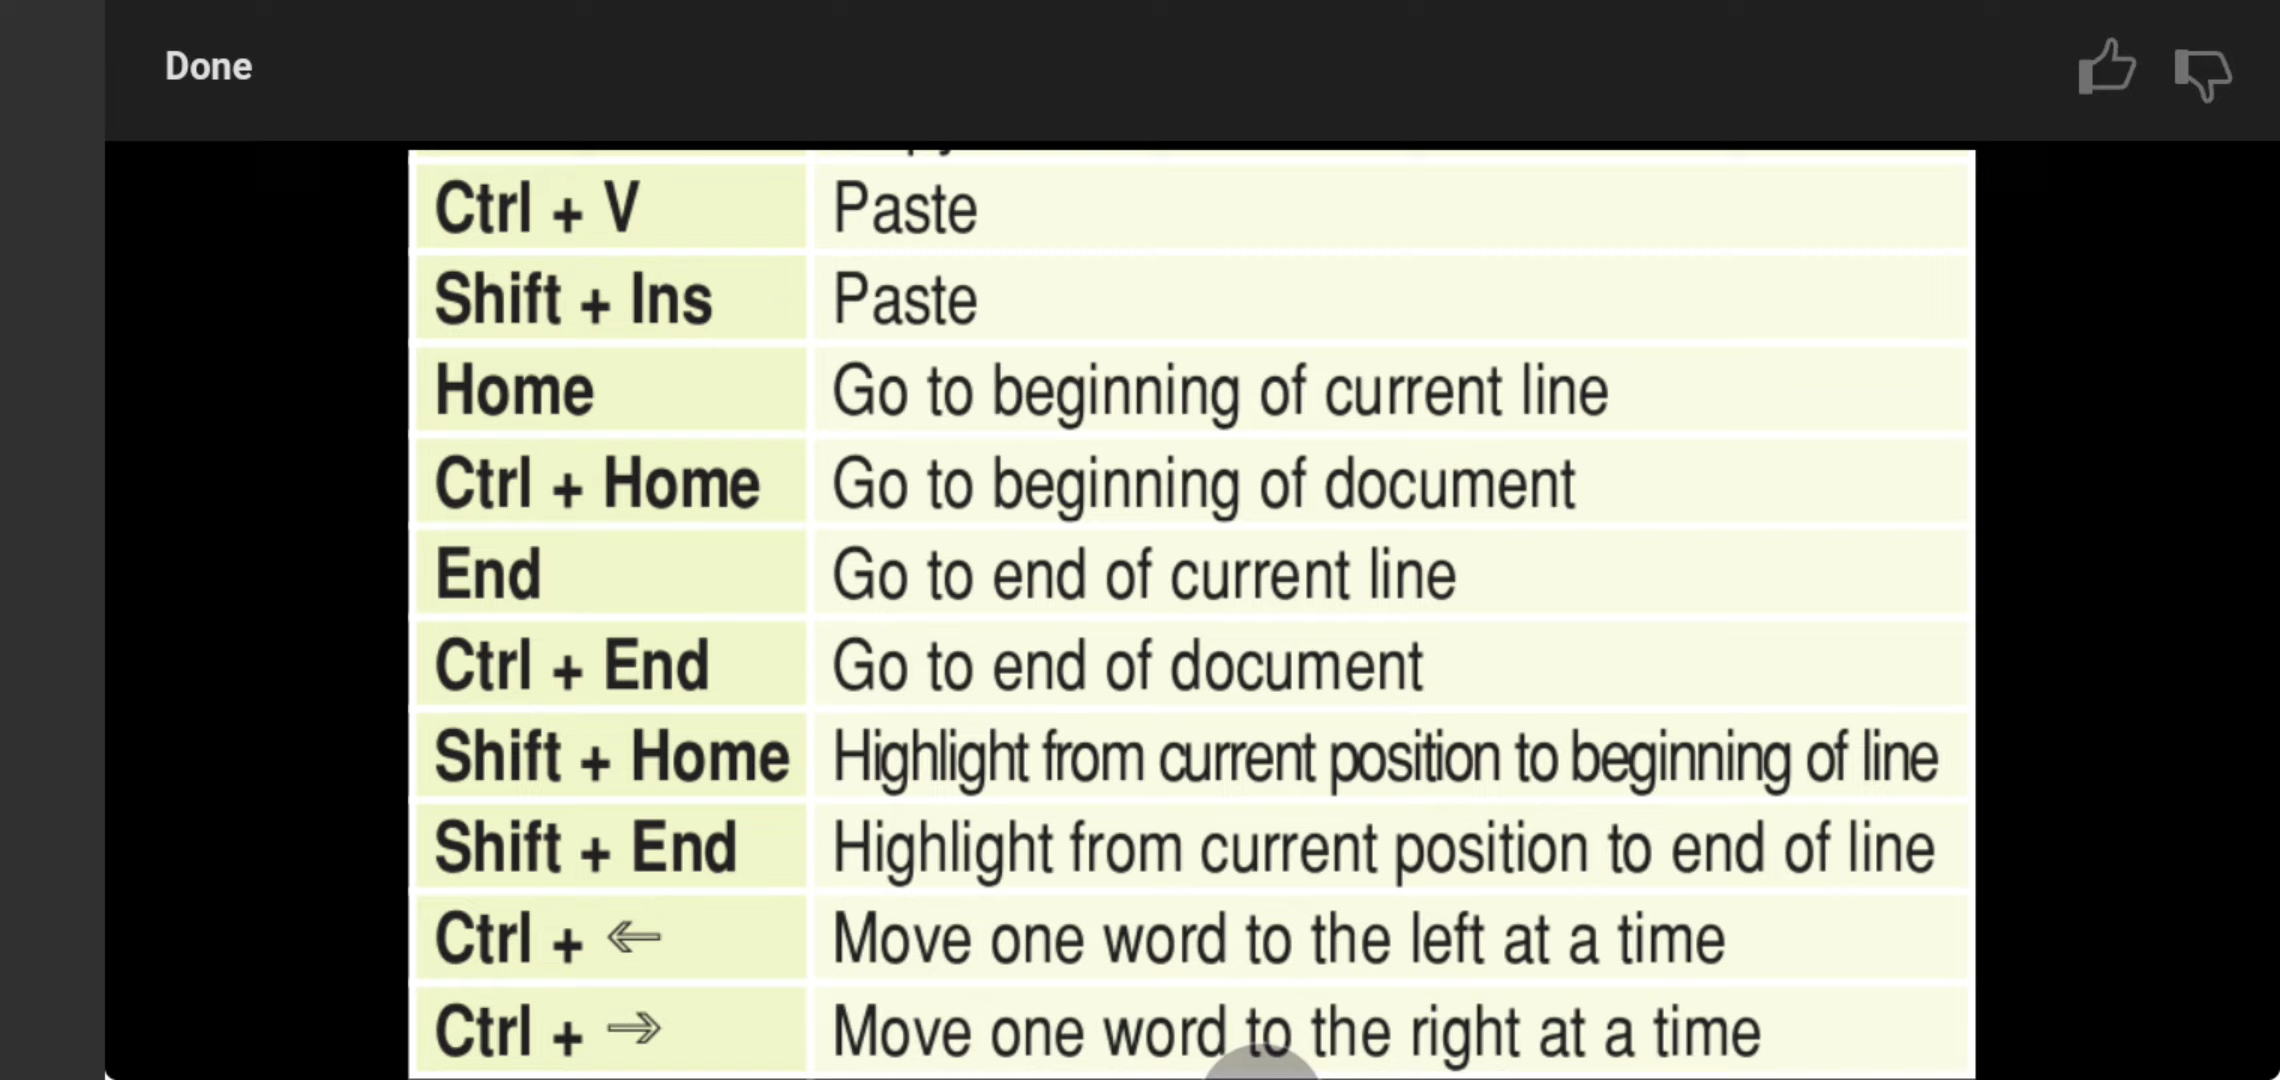 Done
Ctrl + V Paste
Shift + Ins Paste
Home Go to beginning of current line
Ctrl + Home Go to beginning of document
End Go to end of current line
Ctrl + End Go to end of document
Shift + Home Highlight from current position to beginning of line
Shift + End Highlight from current position to end of line
Ctrl + ⇐ Move one word to the left at a time
Ctrl + ⇒ Move one word to the right at a time